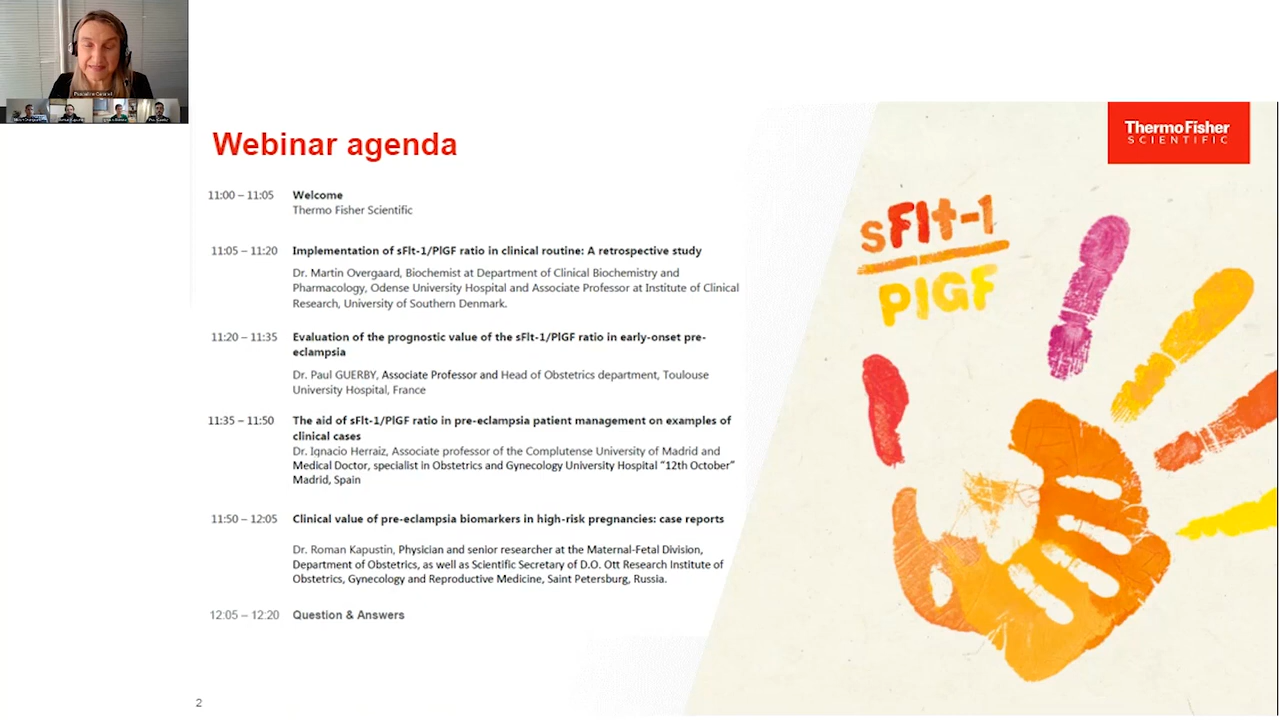 Webinar agenda
11:00 – 11:05 Welcome
Thermo Fisher Scientific
11:05 – 11:20 Implementation of sFlt-1/PlGF ratio in clinical routine: A retrospective study
Dr. Martin Overgaard, Biochemist at Department of Clinical Biochemistry and
Pharmacology, Odense University Hospital and Associate Professor at Institute of Clinical
Research, University of Southern Denmark.
11:20 – 11:35 Evaluation of the prognostic value of the sFlt-1/PlGF ratio in early-onset pre-
eclampsia
Dr. Paul GUERBY, Associate Professor and Head of Obstetrics department, Toulouse
University Hospital, France
11:35 – 11:50 The aid of sFlt-1/PlGF ratio in pre-eclampsia patient management on examples of
clinical cases
Dr. Ignacio Herraiz, Associate professor of the Complutense University of Madrid and
Medical Doctor, specialist in Obstetrics and Gynecology University Hospital “12th October”
Madrid, Spain
11:50 – 12:05 Clinical value of pre-eclampsia biomarkers in high-risk pregnancies: case reports
Dr. Roman Kapustin, Physician and senior researcher at the Maternal-Fetal Division,
Department of Obstetrics, as well as Scientific Secretary of D.O. Ott Research Institute of
Obstetrics, Gynecology and Reproductive Medicine, Saint Petersburg, Russia.
12:05 – 12:20 Question & Answers
2
ThermoFisher
SCIENTIFIC
sFlt-1
PlGF